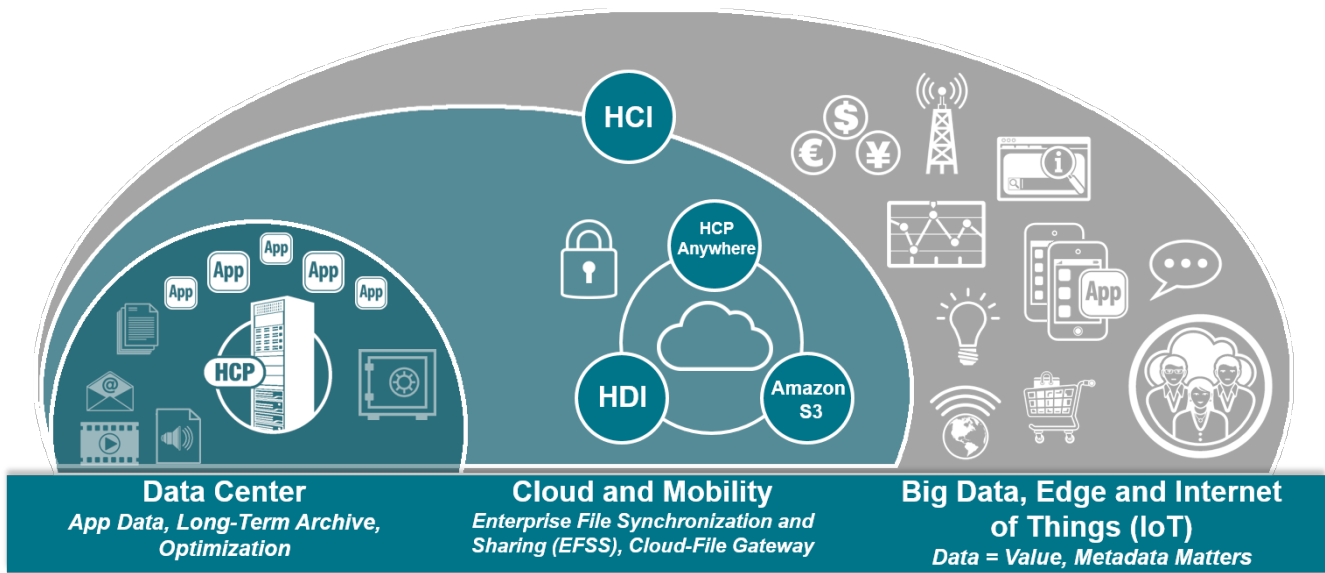 HCI
$
€ ¥
i
HCP
Anywhere
HDI
Amazon
S3
App
App
App
App
App
HCP
@
App
Data Center
App Data, Long-Term Archive,
Optimization
Cloud and Mobility
Enterprise File Synchronization and
Sharing (EFSS), Cloud-File Gateway
Big Data, Edge and Internet
of Things (IoT)
Data = Value, Metadata Matters